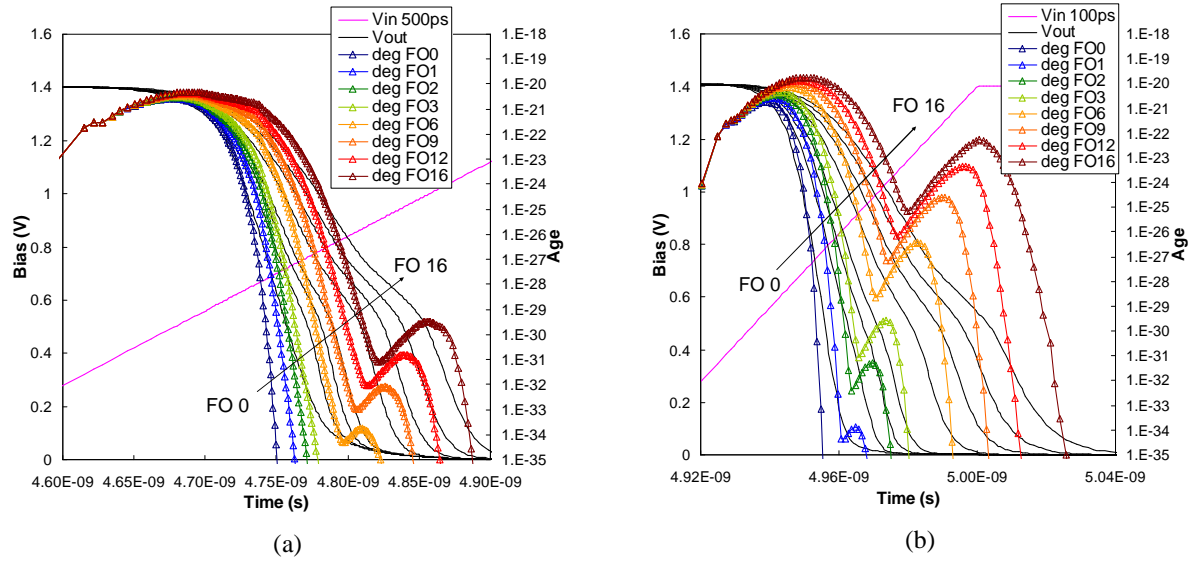 Vin 500ps
Vout
deg FO0
deg FO1
deg FO2
deg FO3
deg FO6
deg FO9
deg FO12
deg FO16
1.6
1.4
1.2
1
0.8
0.6
0.4
0.2
0
Bias (V)
FO 16
FO 0
1.E-18
1.E-19
1.E-20
1.E-21
1.E-22
1.E-23
1.E-24
1.E-25
1.E-26
1.E-27
1.E-28
1.E-29
1.E-30
1.E-31
1.E-32
1.E-33
1.E-34
1.E-35
Age
4.60E-09 4.70E-09 4.75E-09 4.80E-09 4.85E-09 4.90E-09
Time (s)
(a)
Vin 100ps
Vout
deg FO0
deg FO1
deg FO2
deg FO3
deg FO6
deg FO9
deg FO12
deg FO16
1.6
1.4
1.2
1
0.8
0.6
0.4
0.2
0
Bias (V)
FO 16
FO 0
1.E-18
1.E-19
1.E-20
1.E-21
1.E-22
1.E-23
1.E-24
1.E-25
1.E-26
1.E-27
1.E-28
1.E-29
1.E-30
1.E-31
1.E-32
1.E-33
1.E-34
1.E-35
Age
4.92E-09 4.96E-09 5.00E-09 5.04E-09
Time (s)
(b)